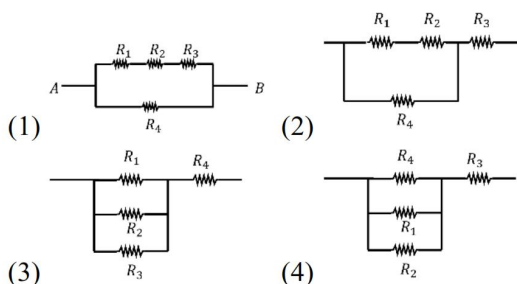 R₁ R₂ R₃
A B
R₄
(1)
R₁ R₂ R₃
R₄
(2)
R₁ R₄
R₂
R₃
(3)
R₄ R₃
R₁
R₂
(4)